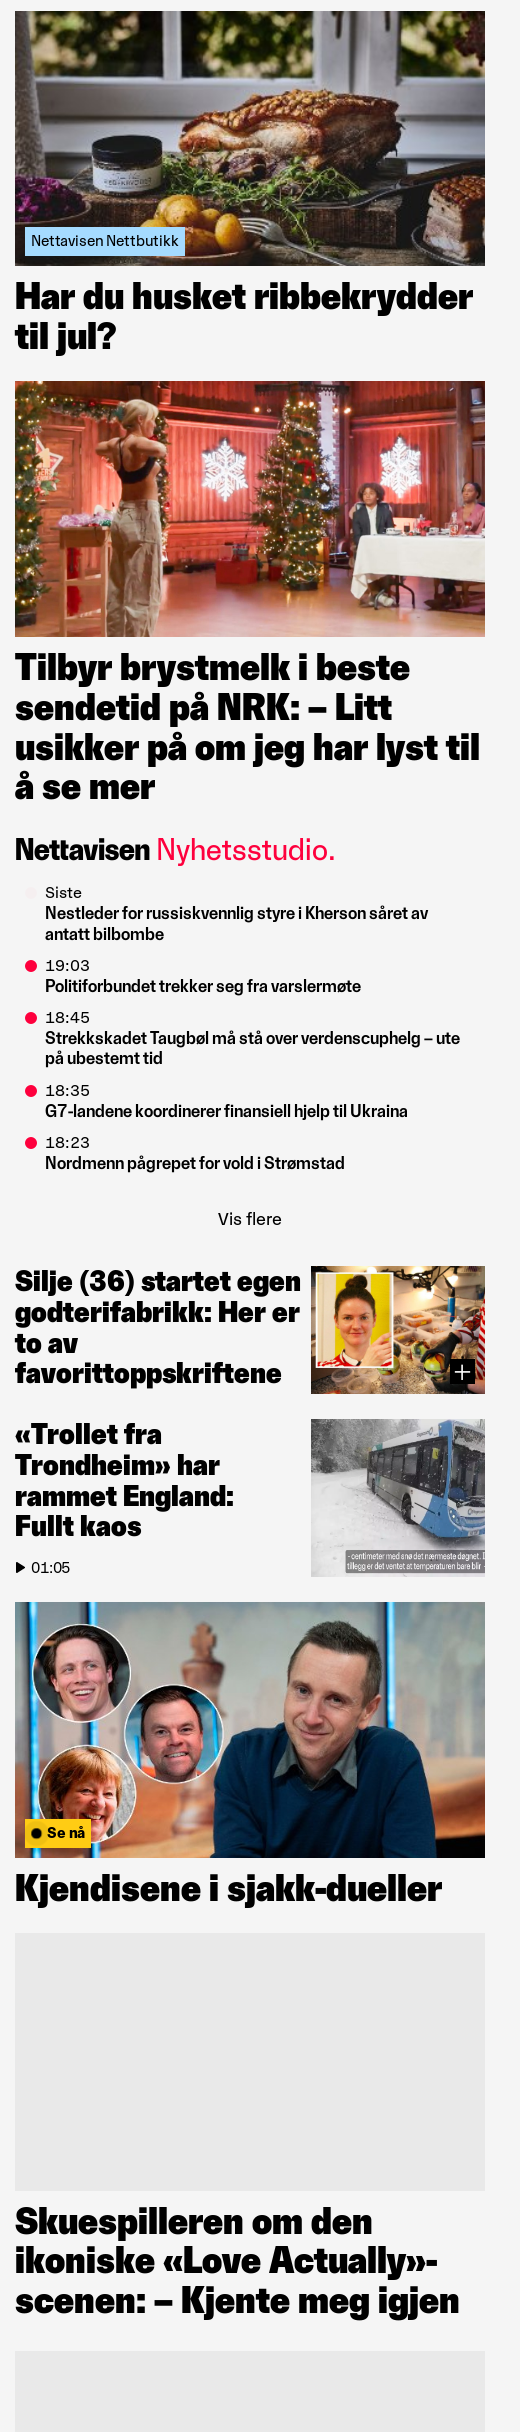 Nettavisen Nettbutikk
Har du husket ribbekrydder
til jul?
Tilbyr brystmelk i beste
sendetid på NRK: – Litt
usikker på om jeg har lyst til
å se mer
Nettavisen Nyhetsstudio.
Siste
Nestleder for russiskvennlig styre i Kherson såret av
antatt bilbombe
19:03
Politiforbundet trekker seg fra varslermøte
18:45
Strekkskadet Taugbøl må stå over verdenscuphelg – ute
på ubestemt tid
18:35
G7-landene koordinerer finansiell hjelp til Ukraina
18:23
Nordmenn pågrepet for vold i Strømstad
Vis flere
Silje (36) startet egen
godterifabrikk: Her er
to av
favorittoppskriftene
«Trollet fra
Trondheim» har
rammet England:
Fullt kaos
01:05
- centimeter med snø det nærmeste døgnet.
tillegg er det ventet at temperaturen bare blir
Se nå
Kjendisene i sjakk-dueller
Skuespilleren om den
ikoniske «Love Actually»-
scenen: – Kjente meg igjen